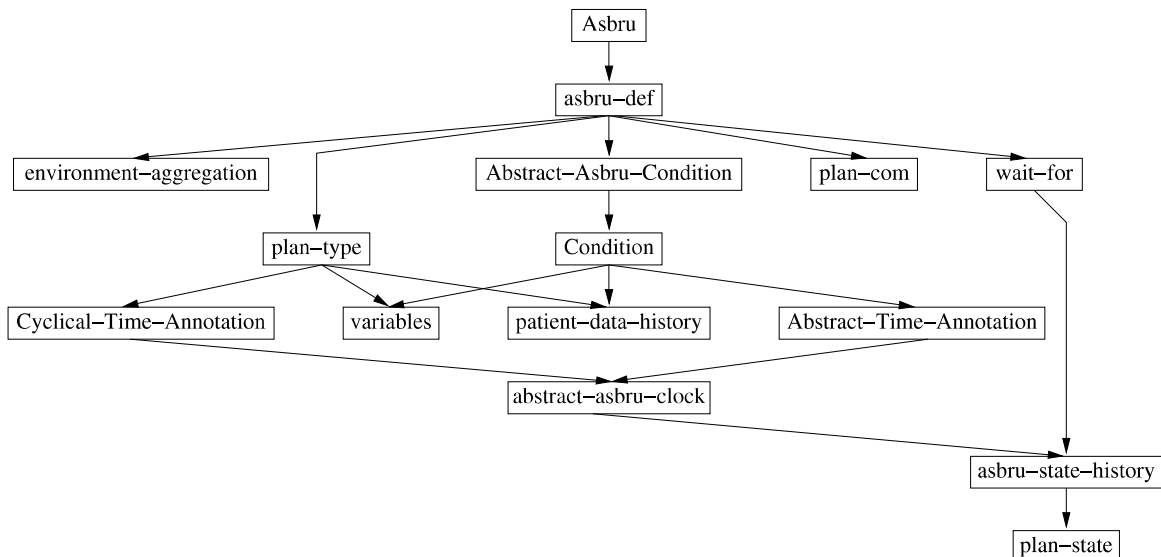 Asbru
asbru−def
environment−aggregation
Abstract−Asbru−Condition
plan−com
wait−for
plan−type
Condition
Cyclical−Time−Annotation
variables
patient−data−history
Abstract−Time−Annotation
abstract−asbru−clock
asbru−state−history
plan−state